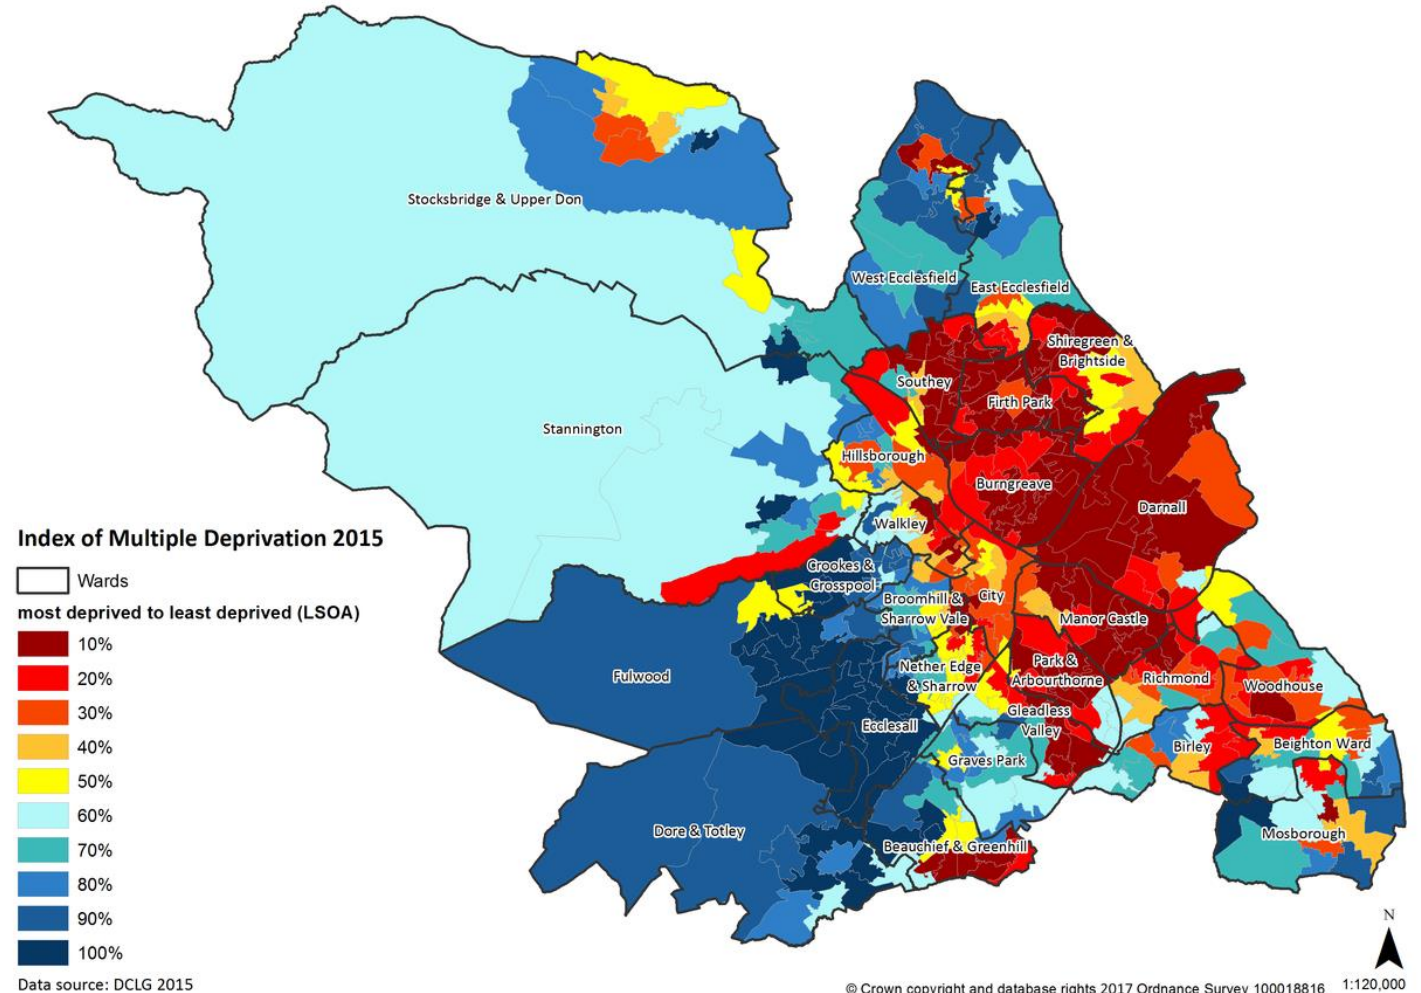 Stocksbridge & Upper Don
West Ecclesfield
East Ecclesfield
Shiregreen &
Brightside
Southey
Firth Park
Stannington
Hillsborough
Burngreave
Darnall
Walkley
Crookes &
Crosspool
Broomhill &
Sharrow Vale
City
Manor Castle
Fulwood
Nether Edge
& Sharrow
Park &
Arbourthorne
Richmond
Woodhouse
Ecclesall
Gleadless
Valley
Graves Park
Birley
Beighton Ward
Dore & Totley
Beauchief & Greenhill
Mosborough
Index of Multiple Deprivation 2015
Wards
most deprived to least deprived (LSOA)
10%
20%
30%
40%
50%
60%
70%
80%
90%
100%
Data source: DCLG 2015
N
© Crown copyright and database rights 2017 Ordnance Survey 100018816
1:120,000